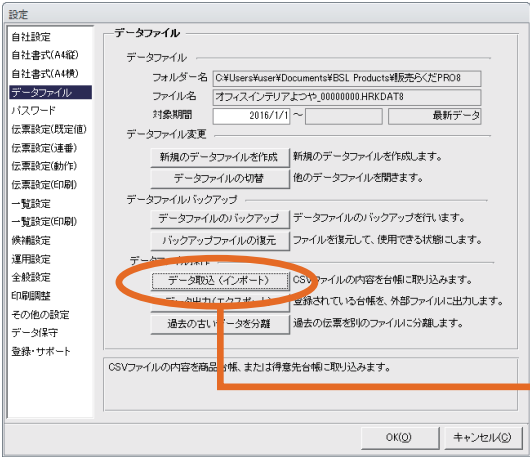 設定
自社設定
自社書式(A4縦)
自社書式(A4横)
データファイル
パスワード
伝票設定(既定値)
伝票設定(連番)
伝票設定(動作)
伝票設定(印刷)
一覧設定
一覧設定(印刷)
候補設定
運用設定
全般設定
印刷調整
その他の設定
データ保守
登録・サポート
データファイル
データファイル
フォルダー名 C:¥Users¥user¥Documents¥BSL Products¥販売らくだPRO8
ファイル名 オフィスインテリアよつや_00000000.HRKDAT8
対象期間 2016/1/1 ～ 最新データ
データファイル変更
新規のデータファイルを作成 新規のデータファイルを作成します。
データファイルの切替 他のデータファイルを開きます。
データファイルバックアップ
データファイルのバックアップ データファイルのバックアップを行います。
バックアップファイルの復元 ファイルを復元して、使用できる状態にします。
データファイル操作
データ取込（インポート） CSVファイルの内容を台帳に取り込みます。
データ出力(エクスポート) 登録されている台帳を、外部ファイルに出力します。
過去の古いデータを分離 過去の伝票を別のファイルに分離します。
CSVファイルの内容を商品台帳、または得意先台帳に取り込みます。
OK(O) キャンセル(C)